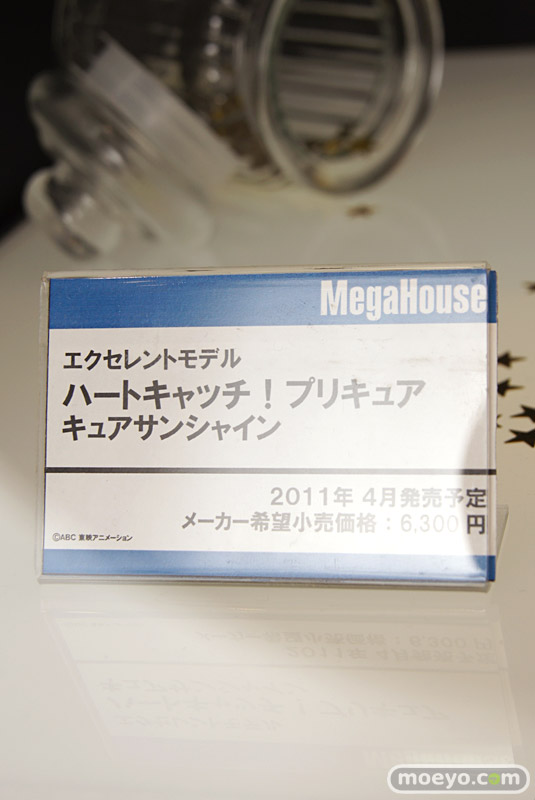 MegaHouse
エクセレントモデル
ハートキャッチ！プリキュア
キュアサンシャイン
2011年 4月発売予定
メーカー希望小売価格：6,300円
©ABC 東映アニメーション
moeyo.com